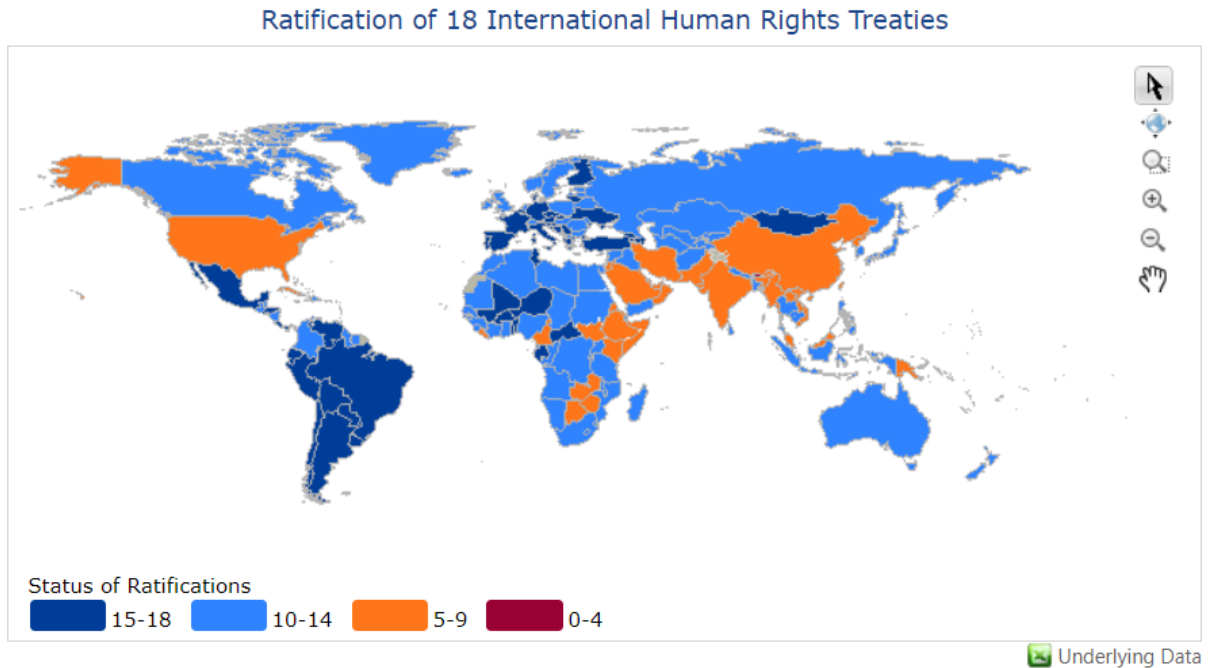 Ratification of 18 International Human Rights Treaties
Status of Ratifications
15-18 10-14 5-9 0-4
Underlying Data